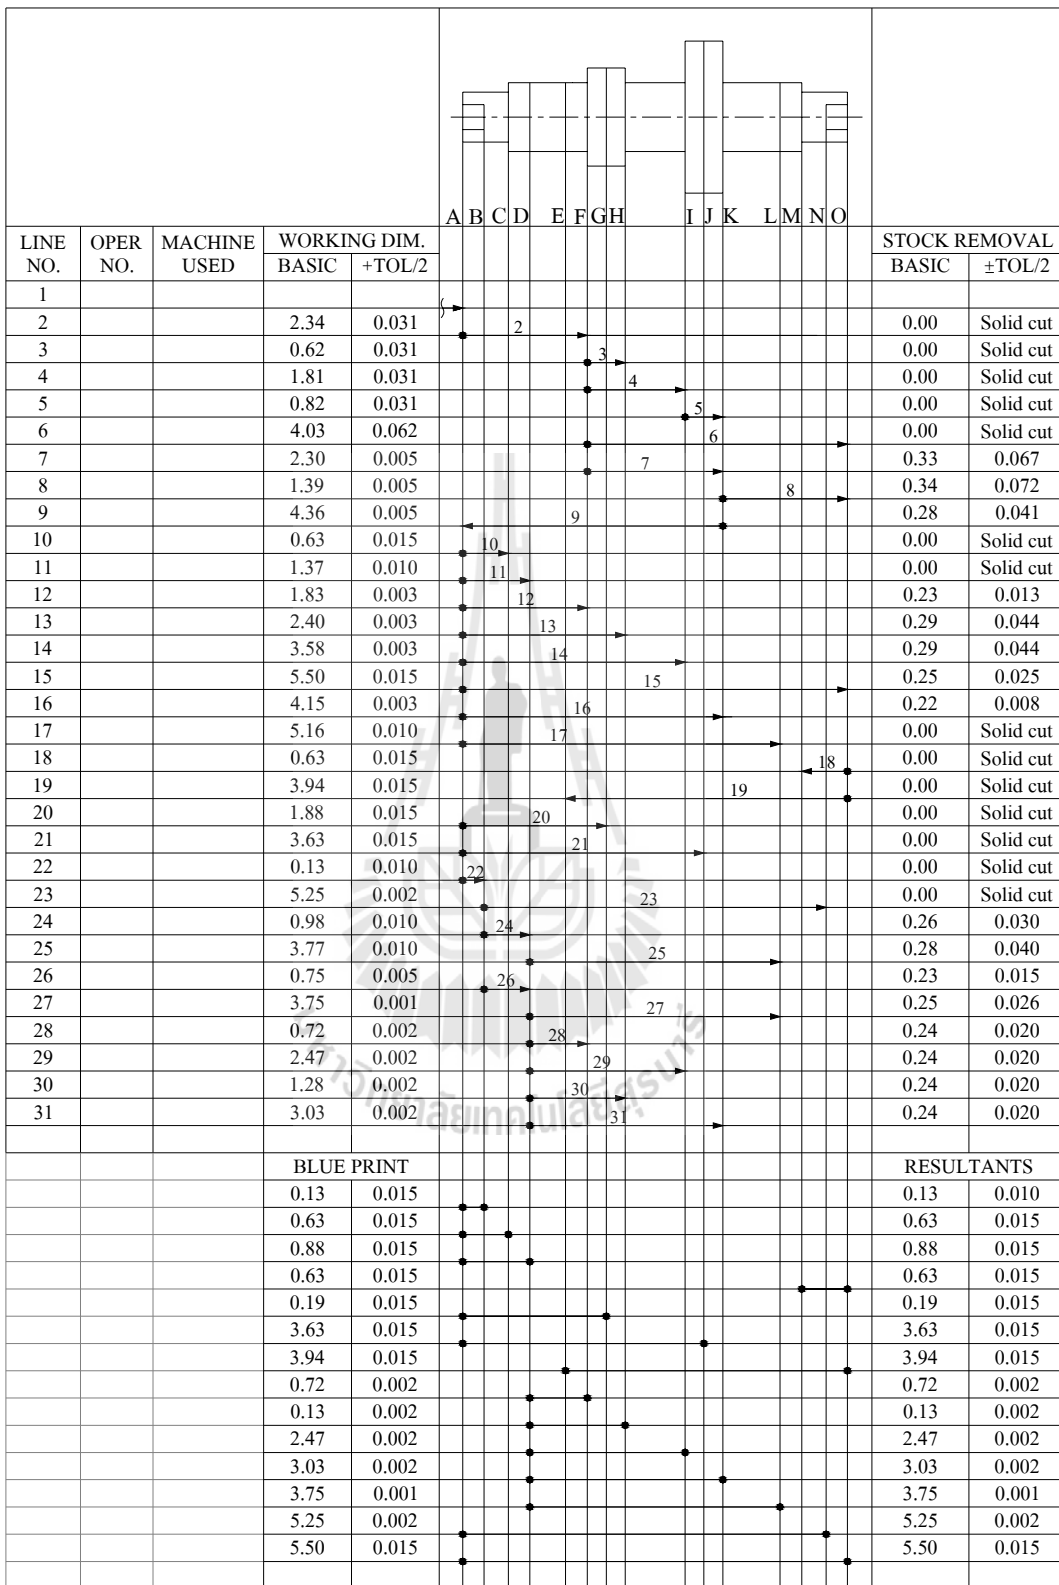 A B C D E F G H I J K L M N O
LINE NO. OPER NO. MACHINE USED WORKING DIM. STOCK REMOVAL
BASIC +TOL/2 BASIC ±TOL/2
1
2 2.34 0.031 2 0.00 Solid cut
3 0.62 0.031 3 0.00 Solid cut
4 1.81 0.031 4 0.00 Solid cut
5 0.82 0.031 5 0.00 Solid cut
6 4.03 0.062 6 0.00 Solid cut
7 2.30 0.005 7 0.33 0.067
8 1.39 0.005 8 0.34 0.072
9 4.36 0.005 9 0.28 0.041
10 0.63 0.015 10 0.00 Solid cut
11 1.37 0.010 11 0.00 Solid cut
12 1.83 0.003 12 0.23 0.013
13 2.40 0.003 13 0.29 0.044
14 3.58 0.003 14 0.29 0.044
15 5.50 0.015 15 0.25 0.025
16 4.15 0.003 16 0.22 0.008
17 5.16 0.010 17 0.00 Solid cut
18 0.63 0.015 18 0.00 Solid cut
19 3.94 0.015 19 0.00 Solid cut
20 1.88 0.015 20 0.00 Solid cut
21 3.63 0.015 21 0.00 Solid cut
22 0.13 0.010 22 0.00 Solid cut
23 5.25 0.002 23 0.00 Solid cut
24 0.98 0.010 24 0.26 0.030
25 3.77 0.010 25 0.28 0.040
26 0.75 0.005 26 0.23 0.015
27 3.75 0.001 27 0.25 0.026
28 0.72 0.002 28 0.24 0.020
29 2.47 0.002 29 0.24 0.020
30 1.28 0.002 30 0.24 0.020
31 3.03 0.002 31 0.24 0.020
มหาวิทยาลัยเทคโนโลยีสุรนารี
BLUE PRINT RESULTANTS
0.13 0.015 0.13 0.010
0.63 0.015 0.63 0.015
0.88 0.015 0.88 0.015
0.63 0.015 0.63 0.015
0.19 0.015 0.19 0.015
3.63 0.015 3.63 0.015
3.94 0.015 3.94 0.015
0.72 0.002 0.72 0.002
0.13 0.002 0.13 0.002
2.47 0.002 2.47 0.002
3.03 0.002 3.03 0.002
3.75 0.001 3.75 0.001
5.25 0.002 5.25 0.002
5.50 0.015 5.50 0.015